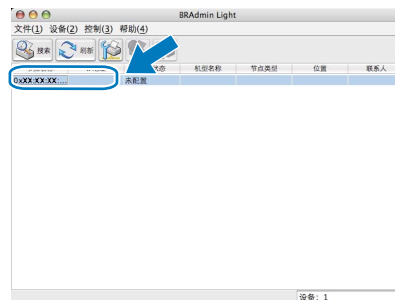 BRAdmin Light
文件(1) 设备(2) 控制(3) 帮助(4)
搜索 刷新
状态 机型名称 节点类型 位置 联系人
0xXX:XX:XX:... 未配置
设备: 1